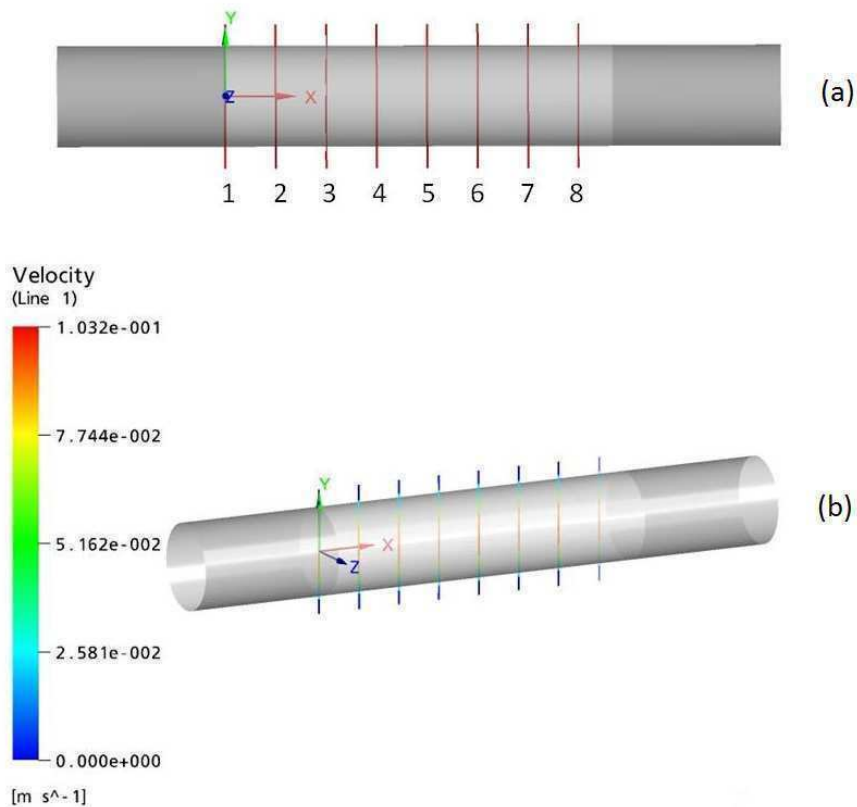 Y
Z X
(a)
1 2 3 4 5 6 7 8
Velocity
(Line 1)
1.032e-001
7.744e-002
5.162e-002
2.581e-002
0.000e+000
[m s^-1]
Y
X
Z
(b)